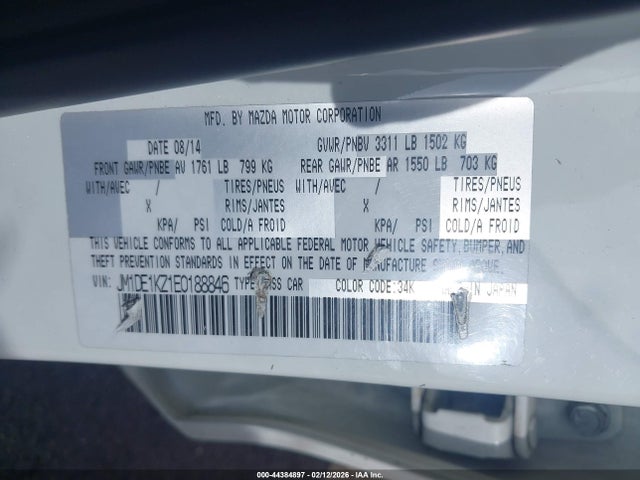 MFD. BY MAZDA MOTOR CORPORATION
DATE 08/14 GVWR/PNBV 3311 LB 1502 KG
FRONT GAWR/PNBE AV 1761 LB 799 KG REAR GAWR/PNBE AR 1550 LB 703 KG
WITH/AVEC / TIRES/PNEUS WITH/AVEC / TIRES/PNEUS
X RIMS/JANTES X RIMS/JANTES
KPA/ PSI COLD/A FROID KPA/ PSI COLD/A FROID
THIS VEHICLE CONFORMS TO ALL APPLICABLE FEDERAL MOTOR VEHICLE SAFETY, BUMPER, AND
THEFT PREVENTION STANDARDS IN EFFECT ON THE DATE OF MANUFACTURE SHOWN ABOVE.
VIN: JM1DE1KZ1E0188846 TYPE: PASS CAR COLOR CODE: 34K IN JAPAN
000-44384897 - 02/12/2026 - IAA Inc.